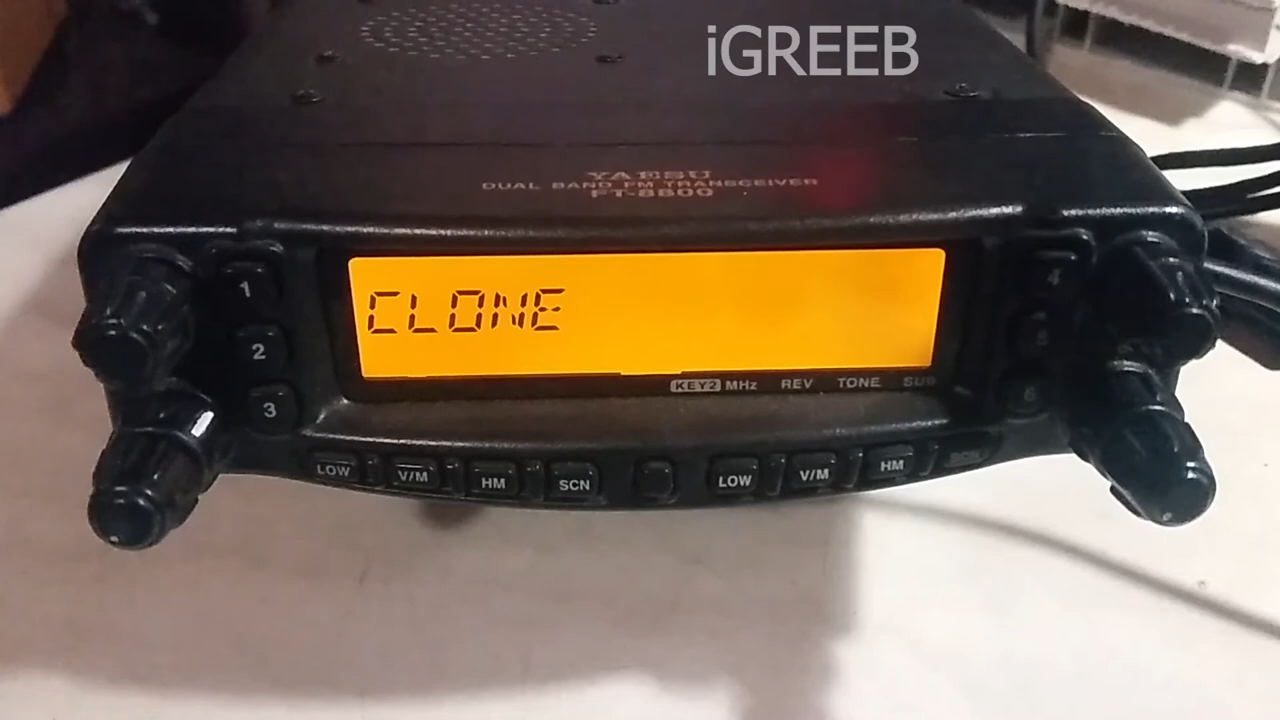 iGREEB
YAESU
DUAL BAND FM TRANSCEIVER
FT-8800
1
2
3
4
5
6
CLONE
KEY2 MHz REV TONE SUB
LOW V/M HM SCN LOW V/M HM SCN